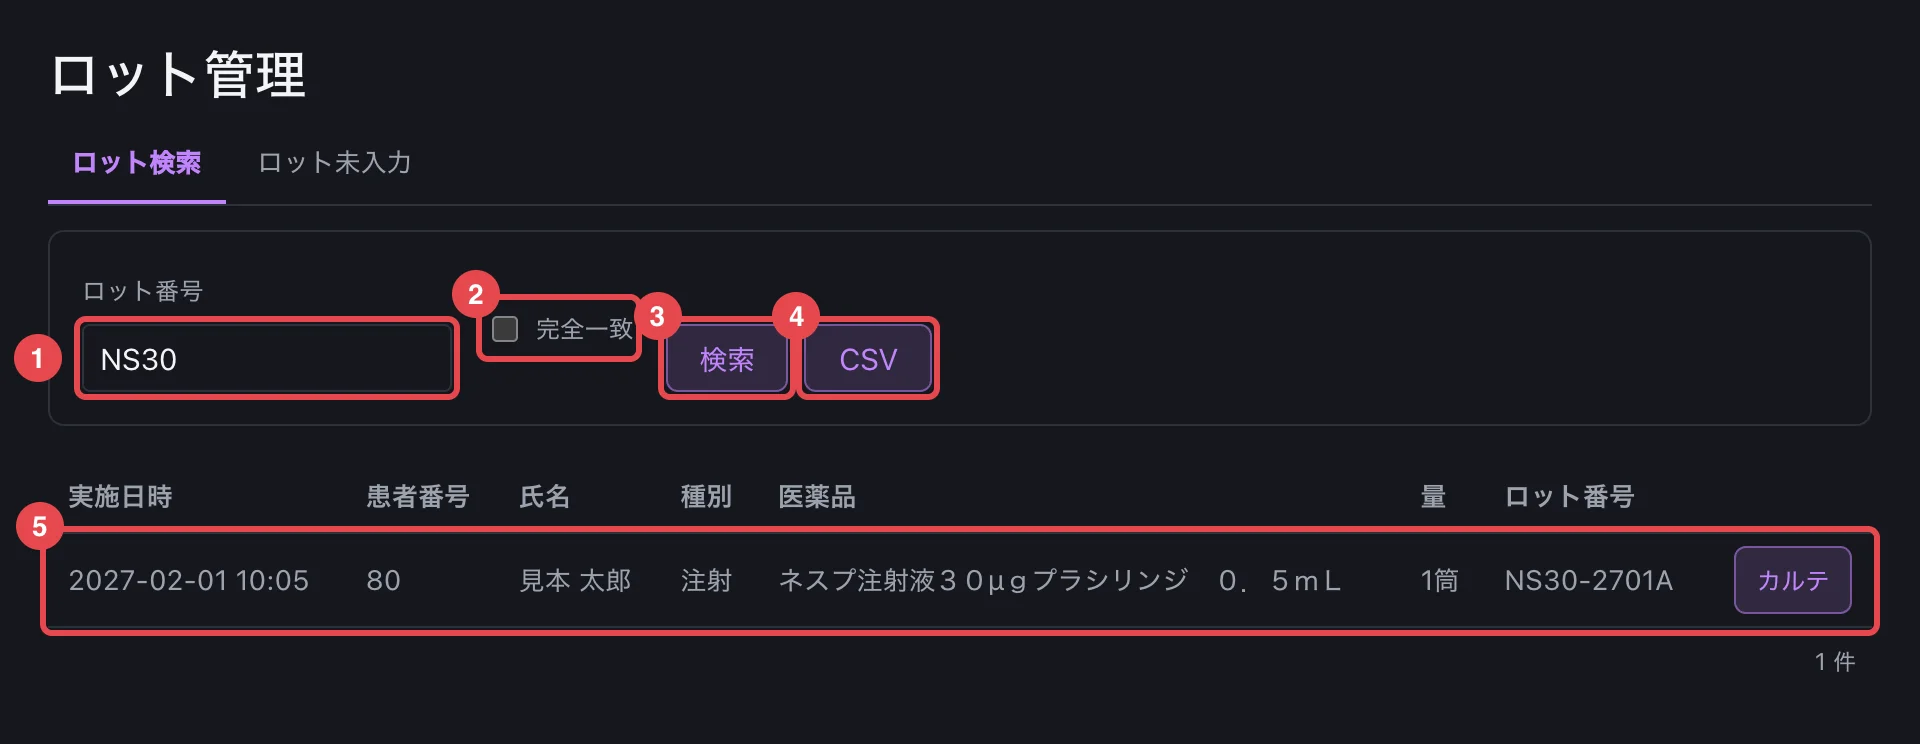 ロット管理
ロット検索 ロット未入力
ロット番号
1 NS30 2 完全一致 3 検索 4 CSV
実施日時 患者番号 氏名 種別 医薬品 量 ロット番号
5
2027-02-01 10:05 80 見本 太郎 注射 ネスプ注射液３０μｇプラシリンジ　０．５ｍＬ 1筒 NS30-2701A カルテ
1 件